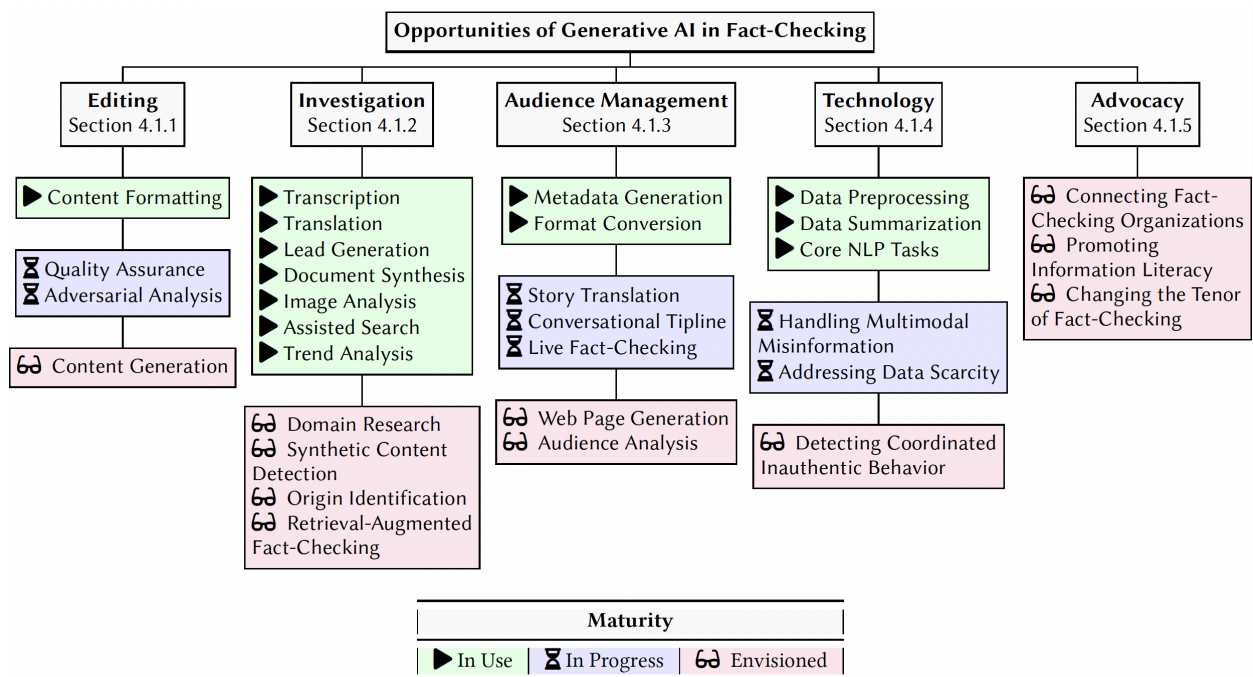 Opportunities of Generative AI in Fact-Checking
Editing
Section 4.1.1
Content Formatting
Quality Assurance
Adversarial Analysis
Content Generation
Investigation
Section 4.1.2
Transcription
Translation
Lead Generation
Document Synthesis
Image Analysis
Assisted Search
Trend Analysis
Domain Research
Synthetic Content
Detection
Origin Identification
Retrieval-Augmented
Fact-Checking
Audience Management
Section 4.1.3
Metadata Generation
Format Conversion
Story Translation
Conversational Tipline
Live Fact-Checking
Web Page Generation
Audience Analysis
Technology
Section 4.1.4
Data Preprocessing
Data Summarization
Core NLP Tasks
Handling Multimodal
Misinformation
Addressing Data Scarcity
Detecting Coordinated
Inauthentic Behavior
Advocacy
Section 4.1.5
Connecting Fact-
Checking Organizations
Promoting
Information Literacy
Changing the Tenor
of Fact-Checking
Maturity
In Use
In Progress
Envisioned